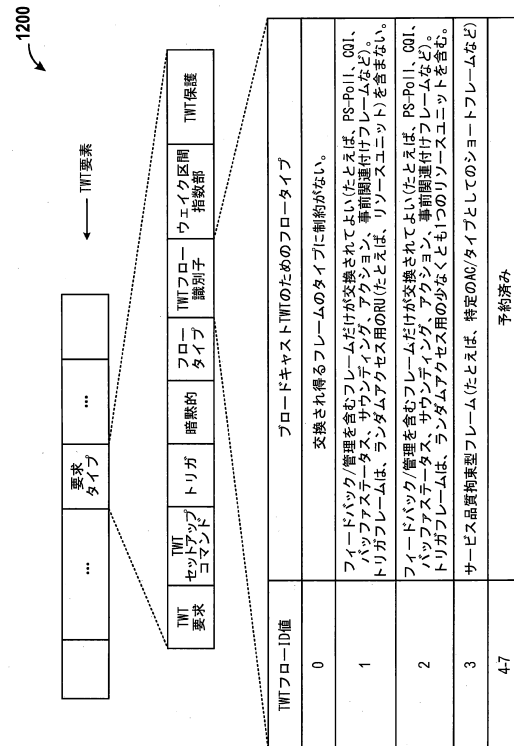 1200
TWT要素
...
要求
タイプ
...
TWT
要求
TWT
セットアップ
コマンド
トリガ
暗黙的
フロー
タイプ
TWTフロー
識別子
ウェイク区間
指数部
TWT保護
TWTフローID値
ブロードキャストTWTのためのフロータイプ
0
交換され得るフレームのタイプに制約がない。
1
フィードバック/管理を含むフレームだけが交換されてよい(たとえば、PS-Poll、CQI、
バッファステータス、サウンディング、アクション、事前関連付けフレームなど)。
トリガフレームは、ランダムアクセス用のRU(たとえば、リソースユニット)を含まない。
2
フィードバック/管理を含むフレームだけが交換されてよい(たとえば、PS-Poll、CQI、
バッファステータス、サウンディング、アクション、事前関連付けフレームなど)。
トリガフレームは、ランダムアクセス用の少なくとも1つのリソースユニットを含む。
3
サービス品質拘束型フレーム(たとえば、特定のAC/タイプとしてのショートフレームなど)
4-7
予約済み